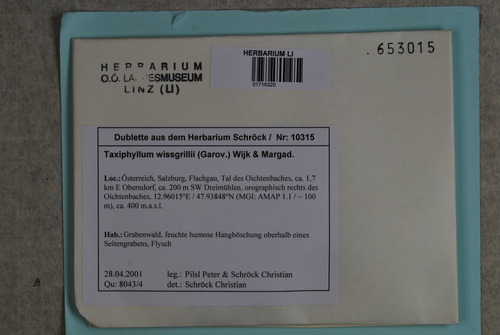 HERBARIUM
O.Ö. LANDESMUSEUM
LINZ (LI)
HERBARIUM LI
01716320
.653015
Dublette aus dem Herbarium Schröck / Nr: 10315
Taxiphyllum wissgrillii (Garov.) Wijk & Margad.
Loc.: Österreich, Salzburg, Flachgau, Tal des Oichtenbaches, ca. 1,7
km E Oberndorf, ca. 200 m SW Dreimühlen, orographisch rechts des
Oichtenbaches, 12.96015°E / 47.93848°N (MGI: AMAP 1.1 / ~ 100
m), ca. 400 m.a.s.l.
Hab.: Grabenwald, feuchte humose Hangböschung oberhalb eines
Seitengrabens, Flysch
28.04.2001 leg.: Pilsl Peter & Schröck Christian
Qu: 8043/4 det.: Schröck Christian